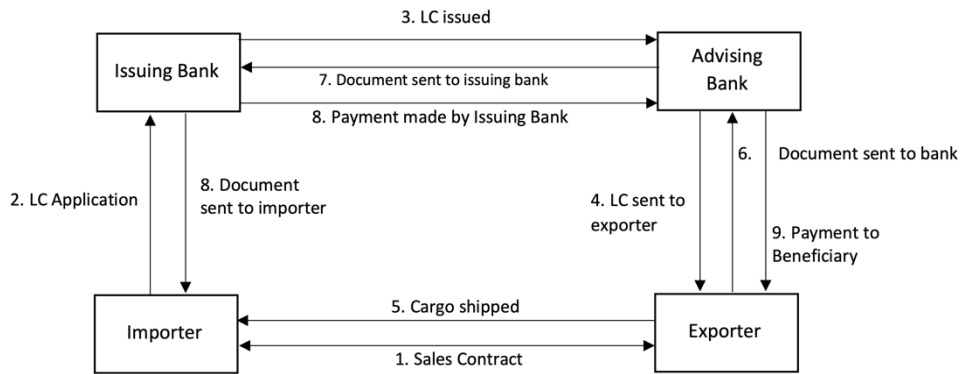 3. LC issued
Issuing Bank
Advising
Bank
7. Document sent to issuing bank
8. Payment made by Issuing Bank
6. Document sent to bank
2. LC Application
8. Document
sent to importer
4. LC sent to
exporter
9. Payment to
Beneficiary
5. Cargo shipped
Importer
Exporter
1. Sales Contract